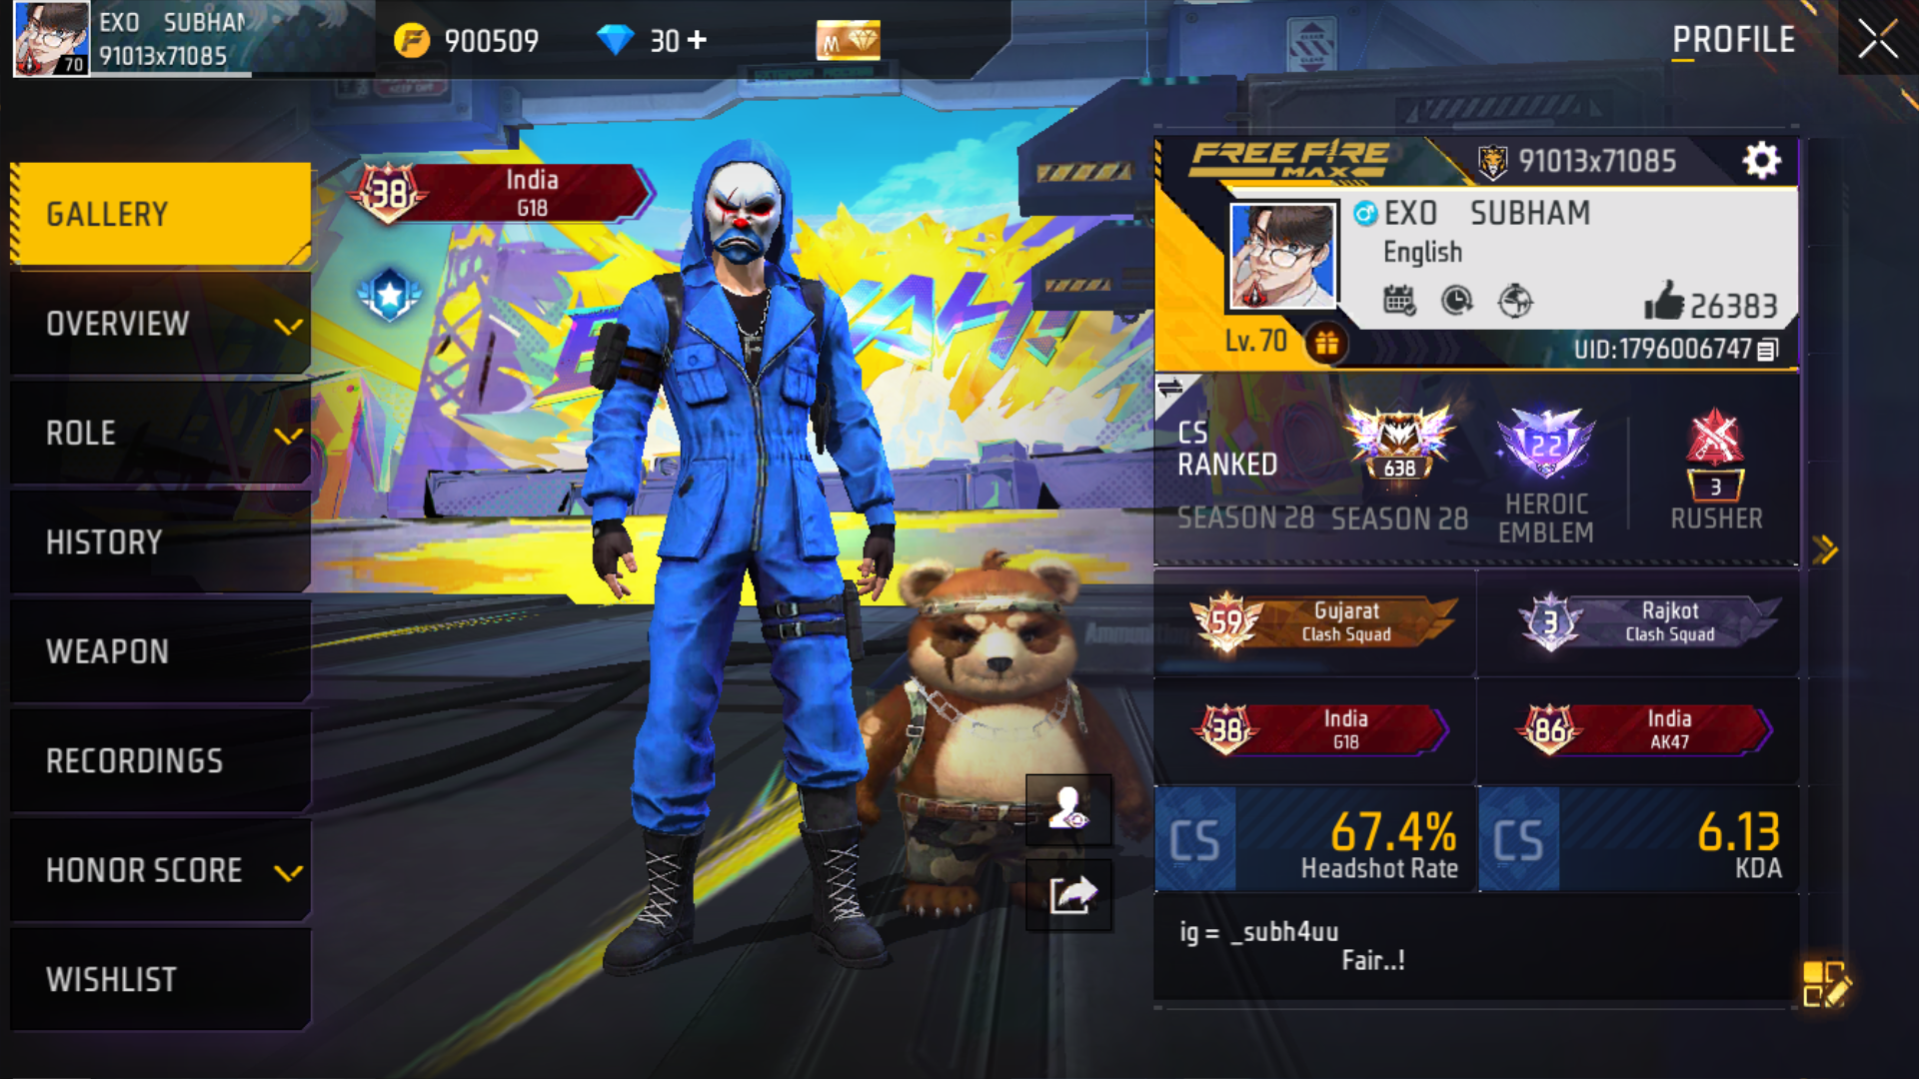 EXO SUBHAM
91013x71085
70
900509
30 +
W
PROFILE
GALLERY
OVERVIEW
ROLE
HISTORY
WEAPON
RECORDINGS
HONOR SCORE
WISHLIST
38
India
G18
FREE FIRE
MAX
91013x71085
EXO SUBHAM
English
26383
Lv.70
UID:1796006747
CS
RANKED
SEASON 28
638
SEASON 28
22
HEROIC
EMBLEM
3
RUSHER
59
Gujarat
Clash Squad
3
Rajkot
Clash Squad
38
India
G18
86
India
AK47
CS
67.4%
Headshot Rate
CS
6.13
KDA
ig = _subh4uu
Fair..!